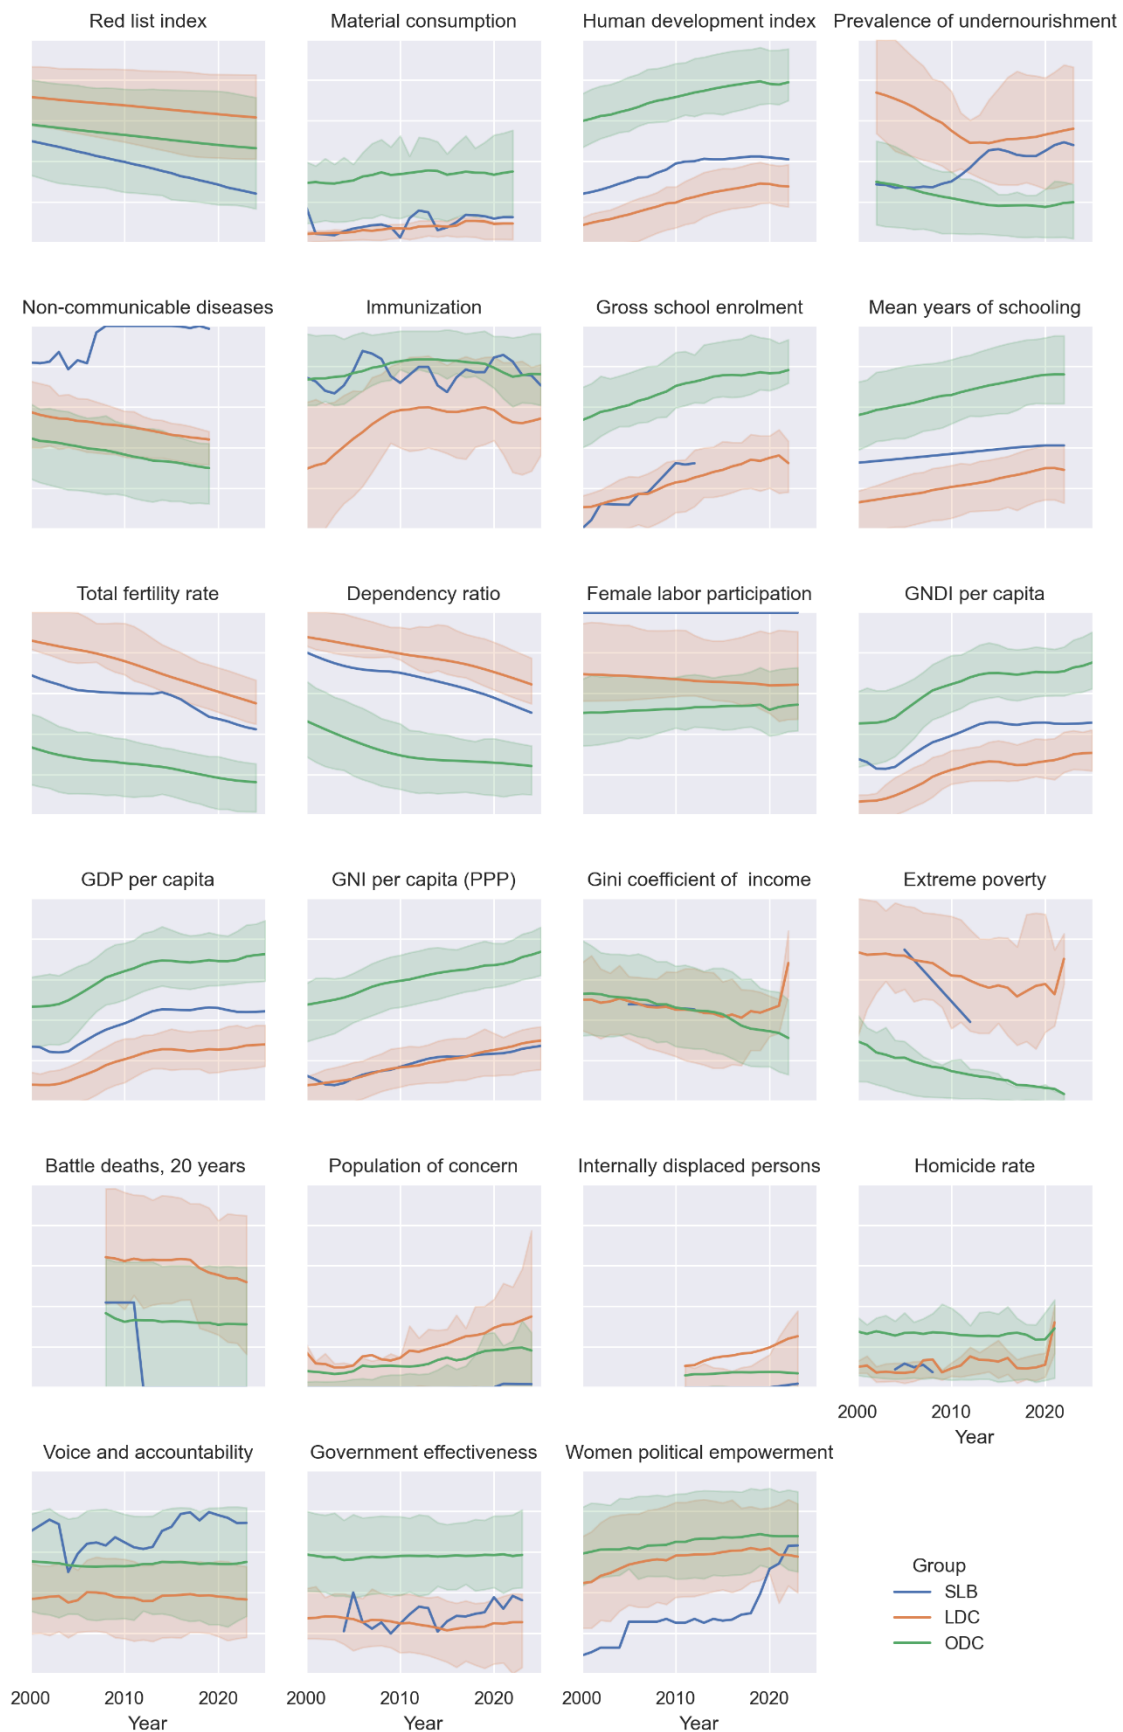 Red list index
Material consumption
Human development index
Prevalence of undernourishment
Non-communicable diseases
Immunization
Gross school enrolment
Mean years of schooling
Total fertility rate
Dependency ratio
Female labor participation
GNDI per capita
GDP per capita
GNI per capita (PPP)
Gini coefficient of  income
Extreme poverty
Battle deaths, 20 years
Population of concern
Internally displaced persons
Homicide rate
2000 2010 2020
Year
Voice and accountability
Government effectiveness
Women political empowerment
Group
SLB
LDC
ODC
2000 2010 2020
Year
2000 2010 2020
Year
2000 2010 2020
Year